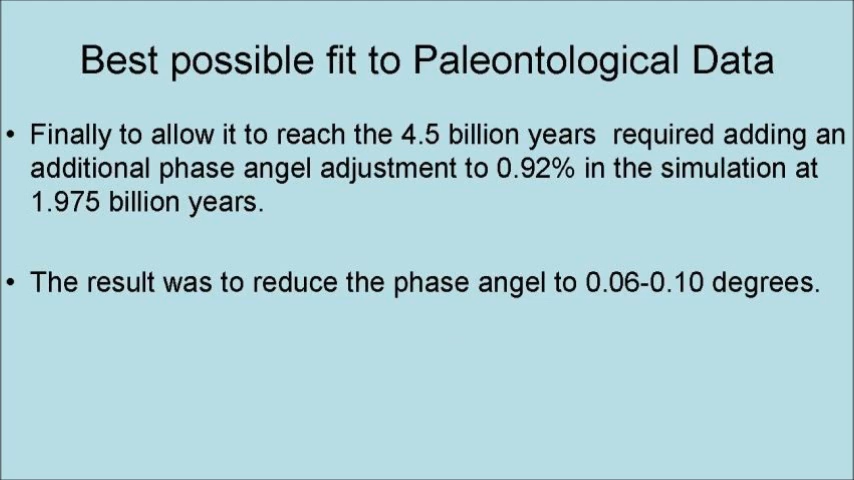 Best possible fit to Paleontological Data
• Finally to allow it to reach the 4.5 billion years  required adding an
additional phase angel adjustment to 0.92% in the simulation at
1.975 billion years.
• The result was to reduce the phase angel to 0.06-0.10 degrees.